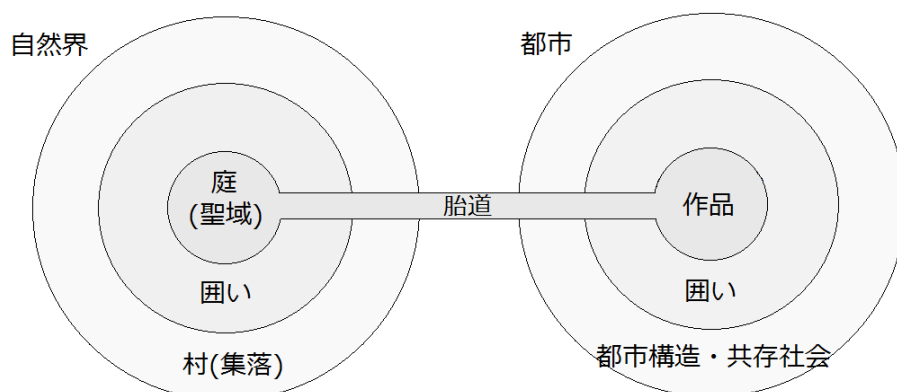 自然界
都市
庭
(聖域)
胎道
作品
囲い
囲い
村(集落)
都市構造・共存社会